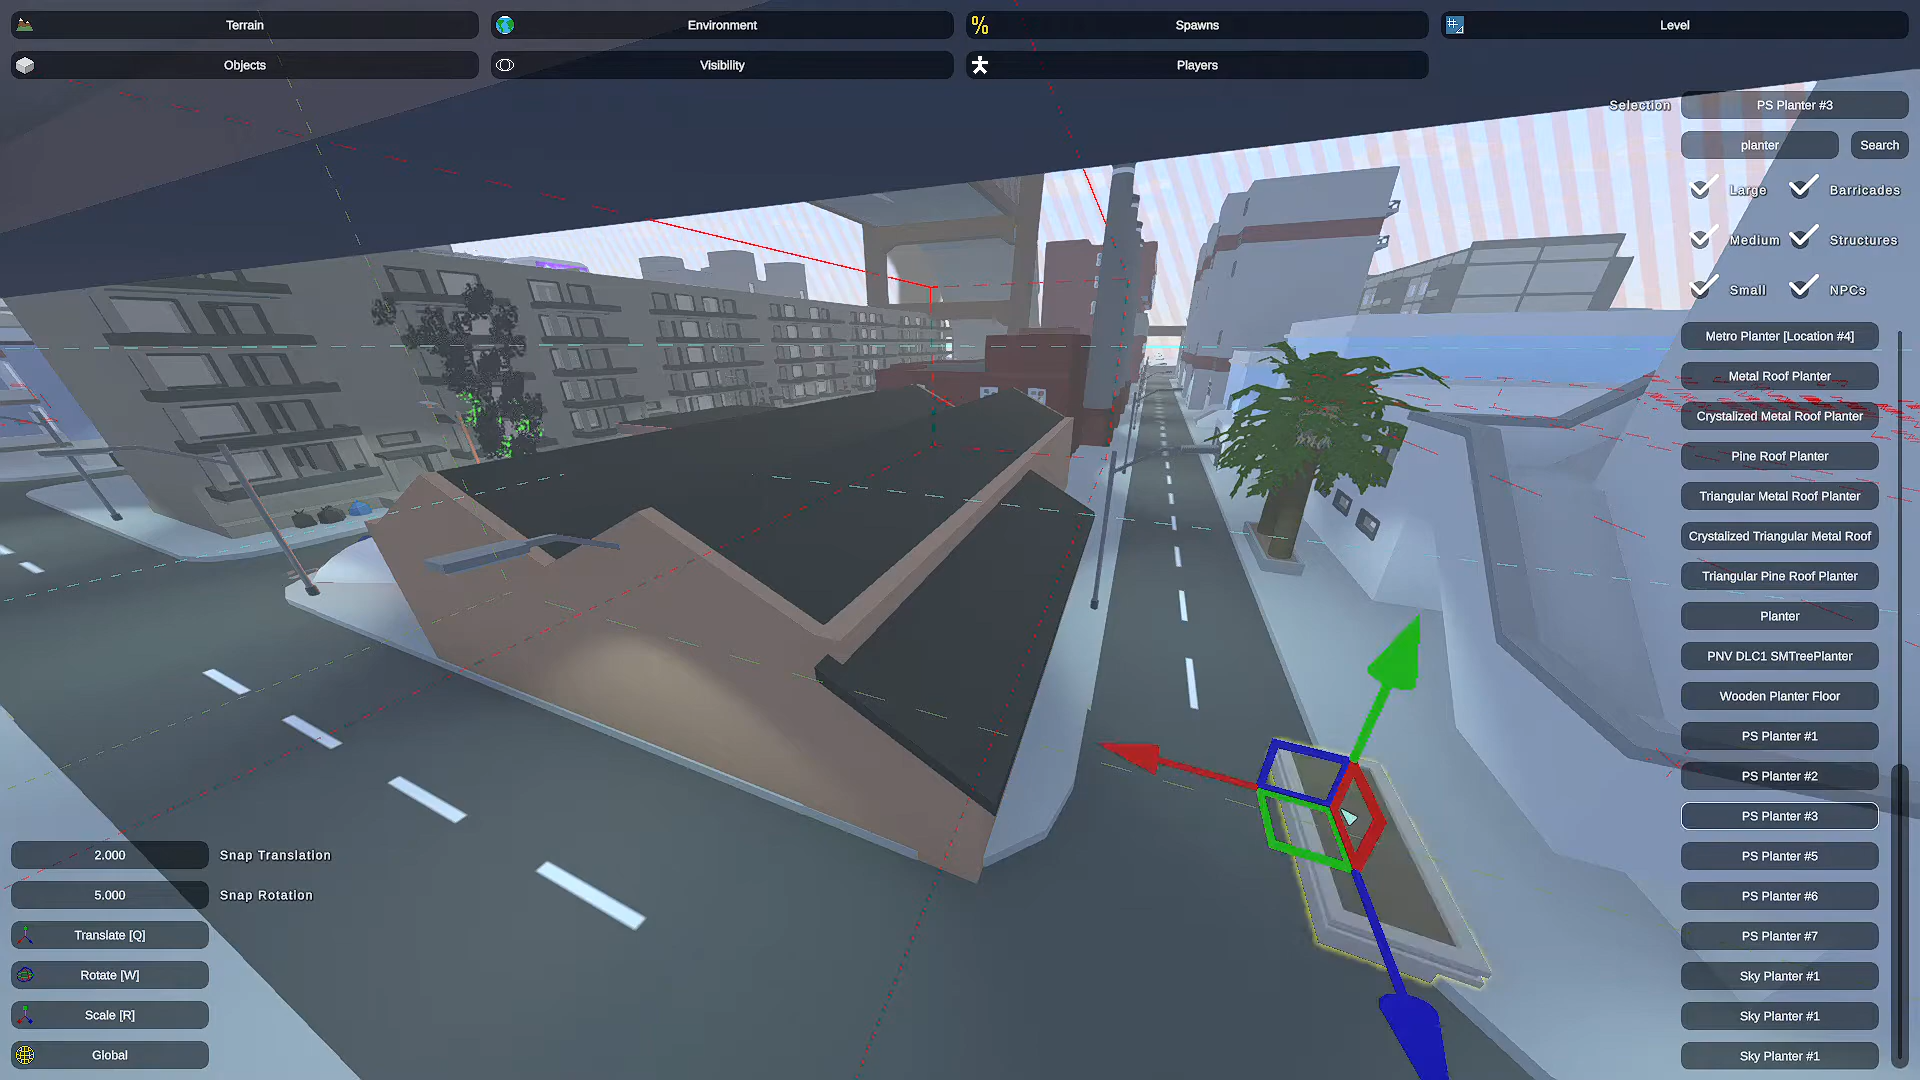 Terrain
Environment
Spawns
Level
Objects
Visibility
Players
Selection
PS Planter #3
planter
Search
Large
Barricades
Medium
Structures
Small
NPCs
Metro Planter [Location #4]
Metal Roof Planter
Crystalized Metal Roof Planter
Pine Roof Planter
Triangular Metal Roof Planter
Crystalized Triangular Metal Roof
Triangular Pine Roof Planter
Planter
PNV DLC1 SMTreePlanter
Wooden Planter Floor
PS Planter #1
PS Planter #2
PS Planter #3
PS Planter #5
PS Planter #6
PS Planter #7
Sky Planter #1
Sky Planter #1
Sky Planter #1
2.000
Snap Translation
5.000
Snap Rotation
Translate [Q]
Rotate [W]
Scale [R]
Global